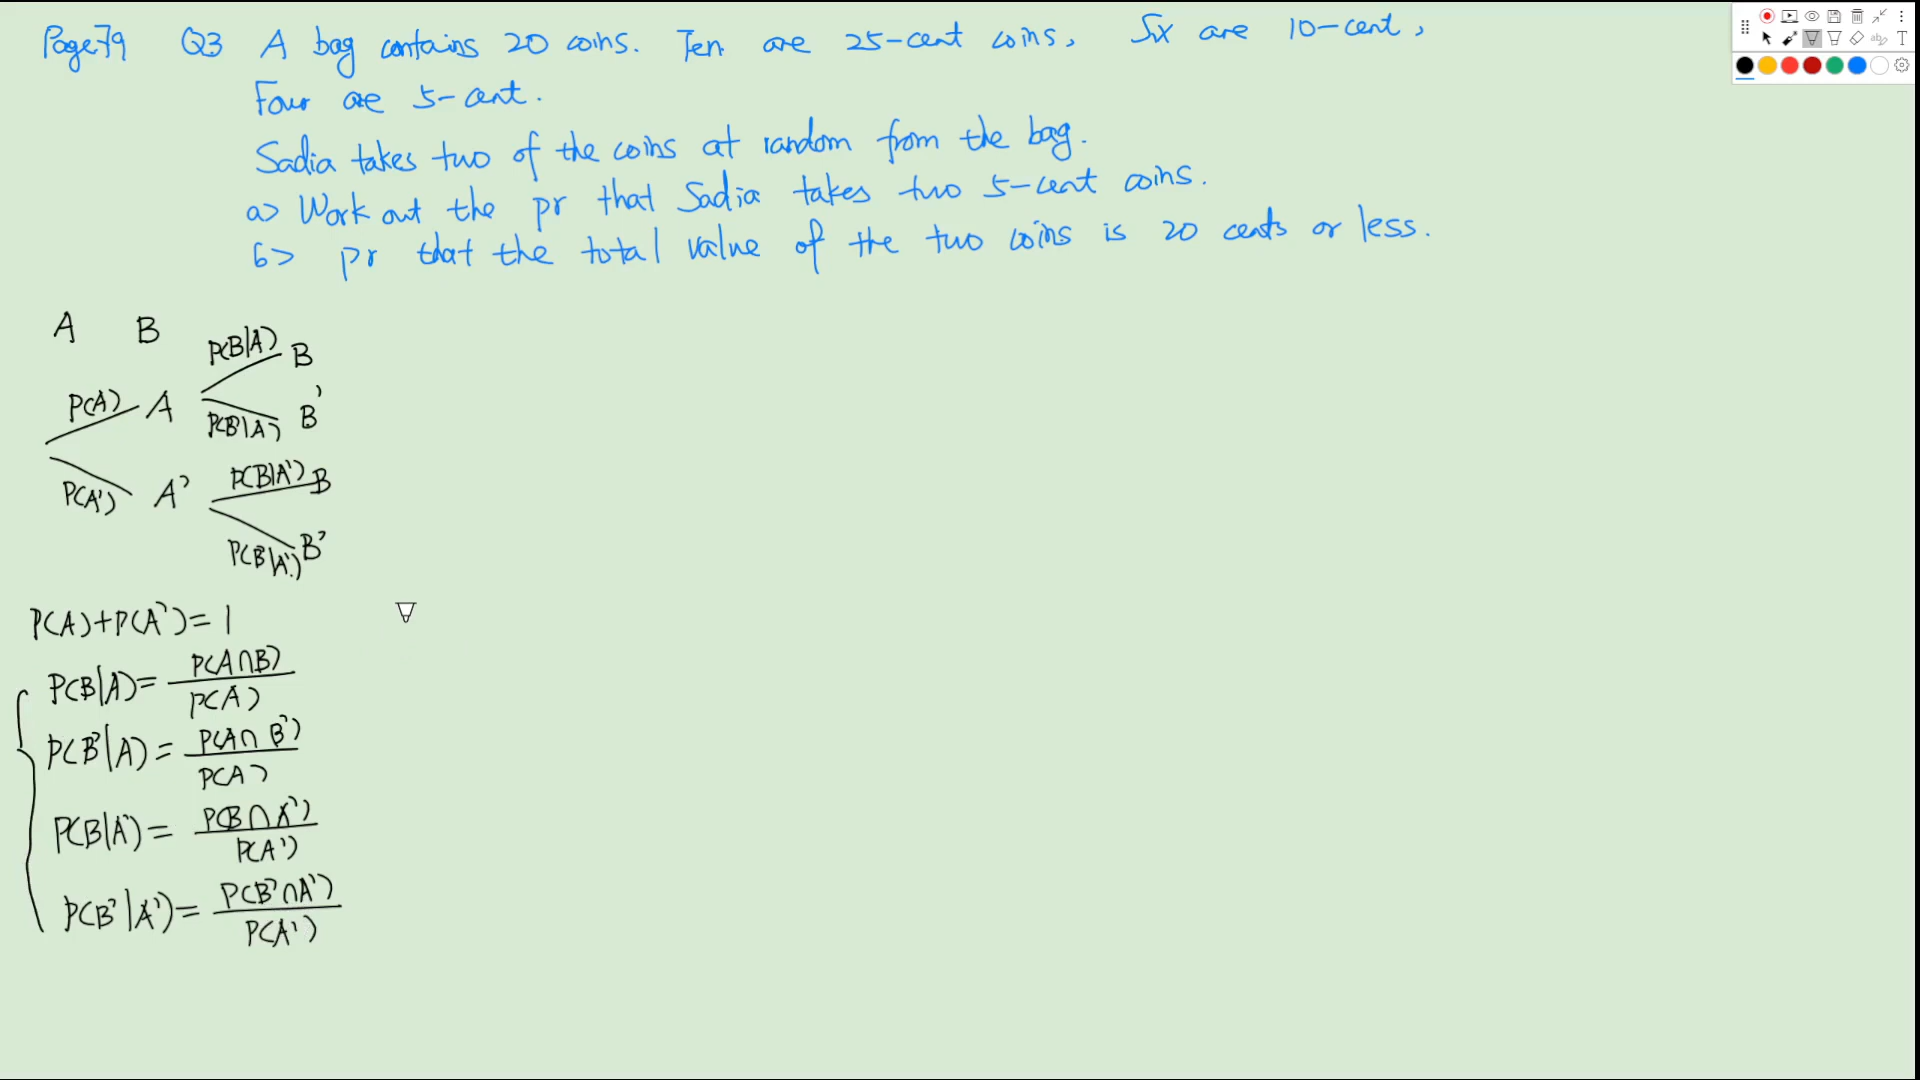 Page79 Q3 A bag contains 20 coins. Ten are 25-cent coins, Six are 10-cent,
Four are 5-cent.
Sadia takes two of the coins at random from the bag.
a> Work out the pr that Sadia takes two 5-cent coins.
b> pr that the total value of the two coins is 20 cents or less.
A B
P(B|A) B
P(A) A
P(B'|A) B'
P(A') A'
P(B|A') B
P(B'|A') B'
P(A)+P(A')=1
P(B|A)= P(A∩B)
P(A)
P(B'|A)= P(A∩B')
P(A)
P(B|A')= P(B∩A')
P(A')
P(B'|A')= P(B'∩A')
P(A')